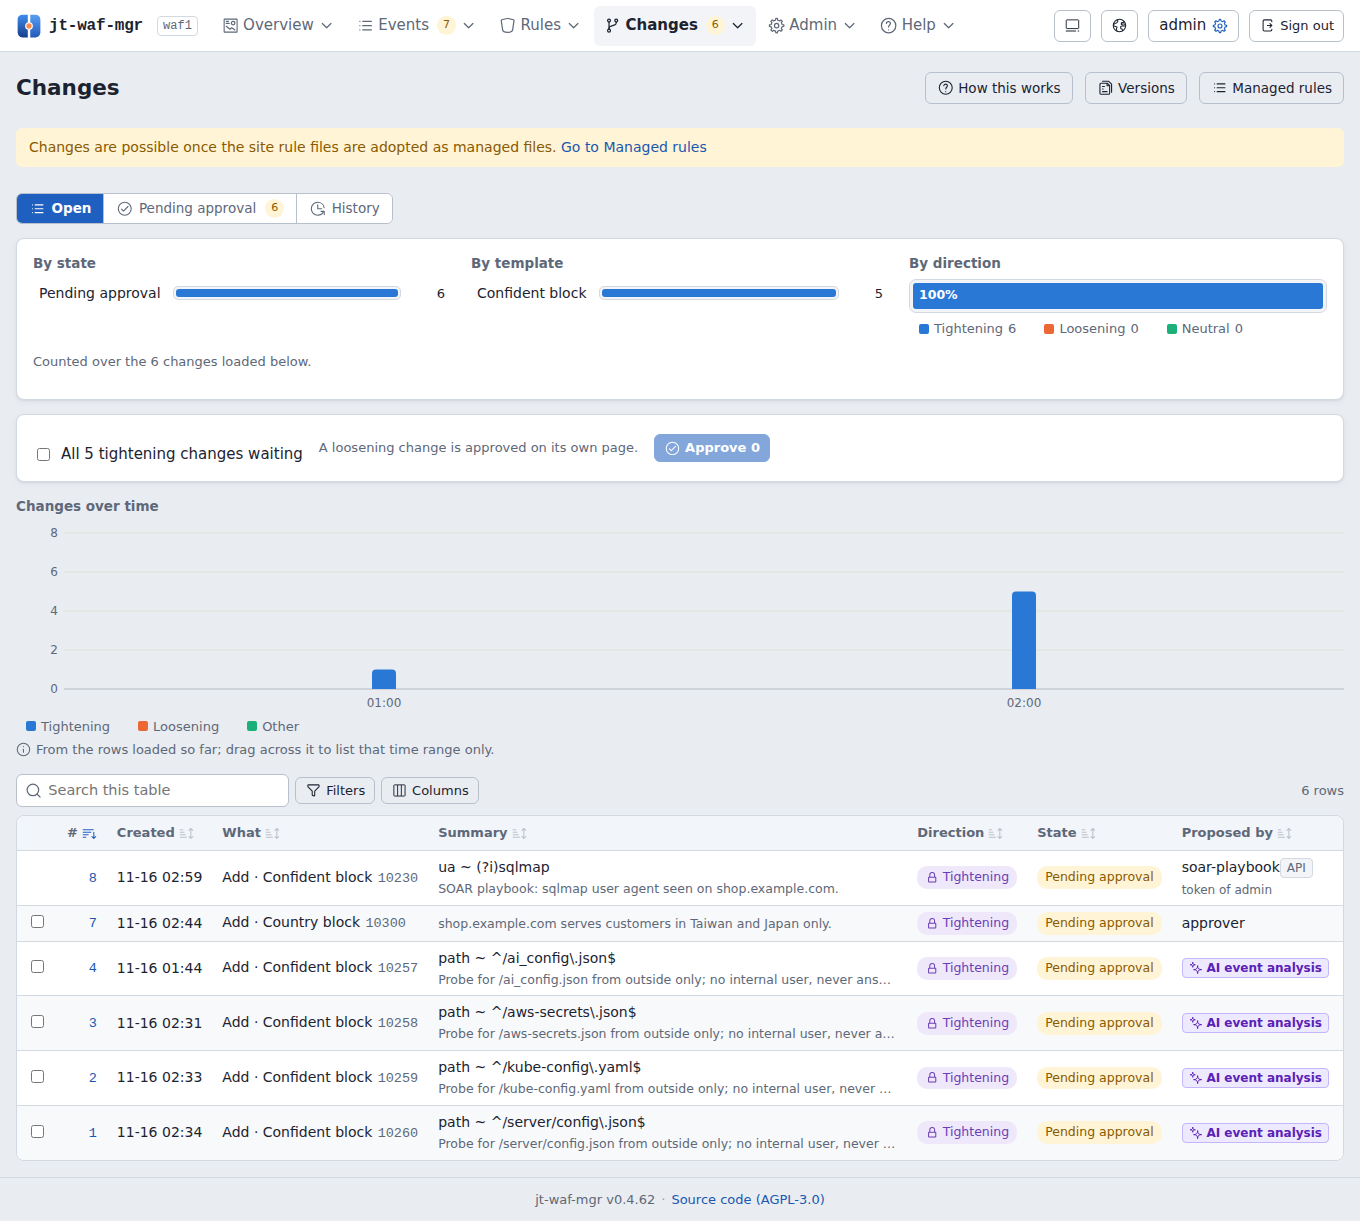 jt-waf-mgr waf1 Overview Events 7 Rules Changes 6 Admin Help admin Sign out
Changes How this works Versions Managed rules
Changes are possible once the site rule files are adopted as managed files. Go to Managed rules
Open Pending approval 6 History
By state By template By direction
Pending approval 6 Confident block 5 100%
Tightening 6 Loosening 0 Neutral 0
Counted over the 6 changes loaded below.
All 5 tightening changes waiting A loosening change is approved on its own page. Approve 0
Changes over time
8
6
4
2
0
01:00 02:00
Tightening Loosening Other
From the rows loaded so far; drag across it to list that time range only.
Search this table Filters Columns 6 rows
# Created What Summary Direction State Proposed by
8 11-16 02:59 Add · Confident block 10230 ua ~ (?i)sqlmap Tightening Pending approval soar-playbook API
SOAR playbook: sqlmap user agent seen on shop.example.com. token of admin
7 11-16 02:44 Add · Country block 10300 shop.example.com serves customers in Taiwan and Japan only. Tightening Pending approval approver
4 11-16 01:44 Add · Confident block 10257 path ~ ^/ai_config\.json$ Tightening Pending approval AI event analysis
Probe for /ai_config.json from outside only; no internal user, never ans…
3 11-16 02:31 Add · Confident block 10258 path ~ ^/aws-secrets\.json$ Tightening Pending approval AI event analysis
Probe for /aws-secrets.json from outside only; no internal user, never a…
2 11-16 02:33 Add · Confident block 10259 path ~ ^/kube-config\.yaml$ Tightening Pending approval AI event analysis
Probe for /kube-config.yaml from outside only; no internal user, never …
1 11-16 02:34 Add · Confident block 10260 path ~ ^/server/config\.json$ Tightening Pending approval AI event analysis
Probe for /server/config.json from outside only; no internal user, never …
jt-waf-mgr v0.4.62 · Source code (AGPL-3.0)